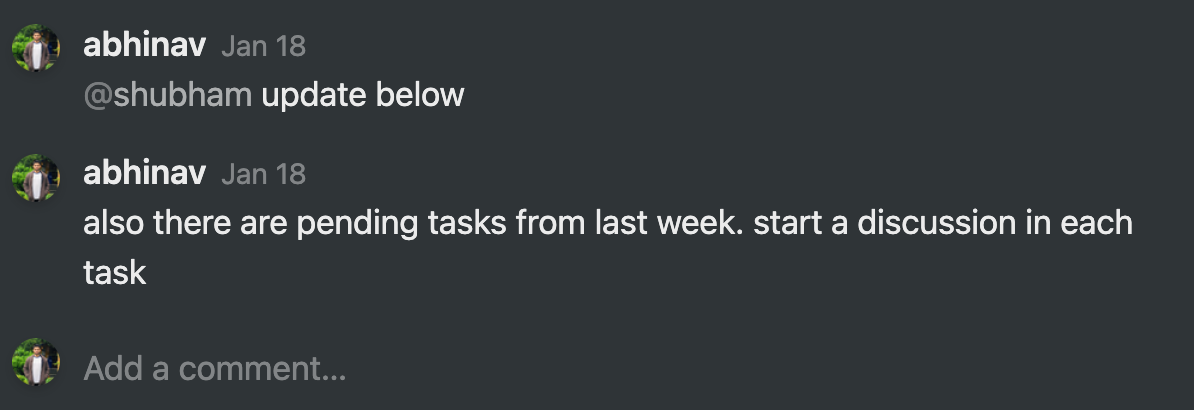 abhinav Jan 18
@shubham update below
abhinav Jan 18
also there are pending tasks from last week. start a discussion in each
task
Add a comment...